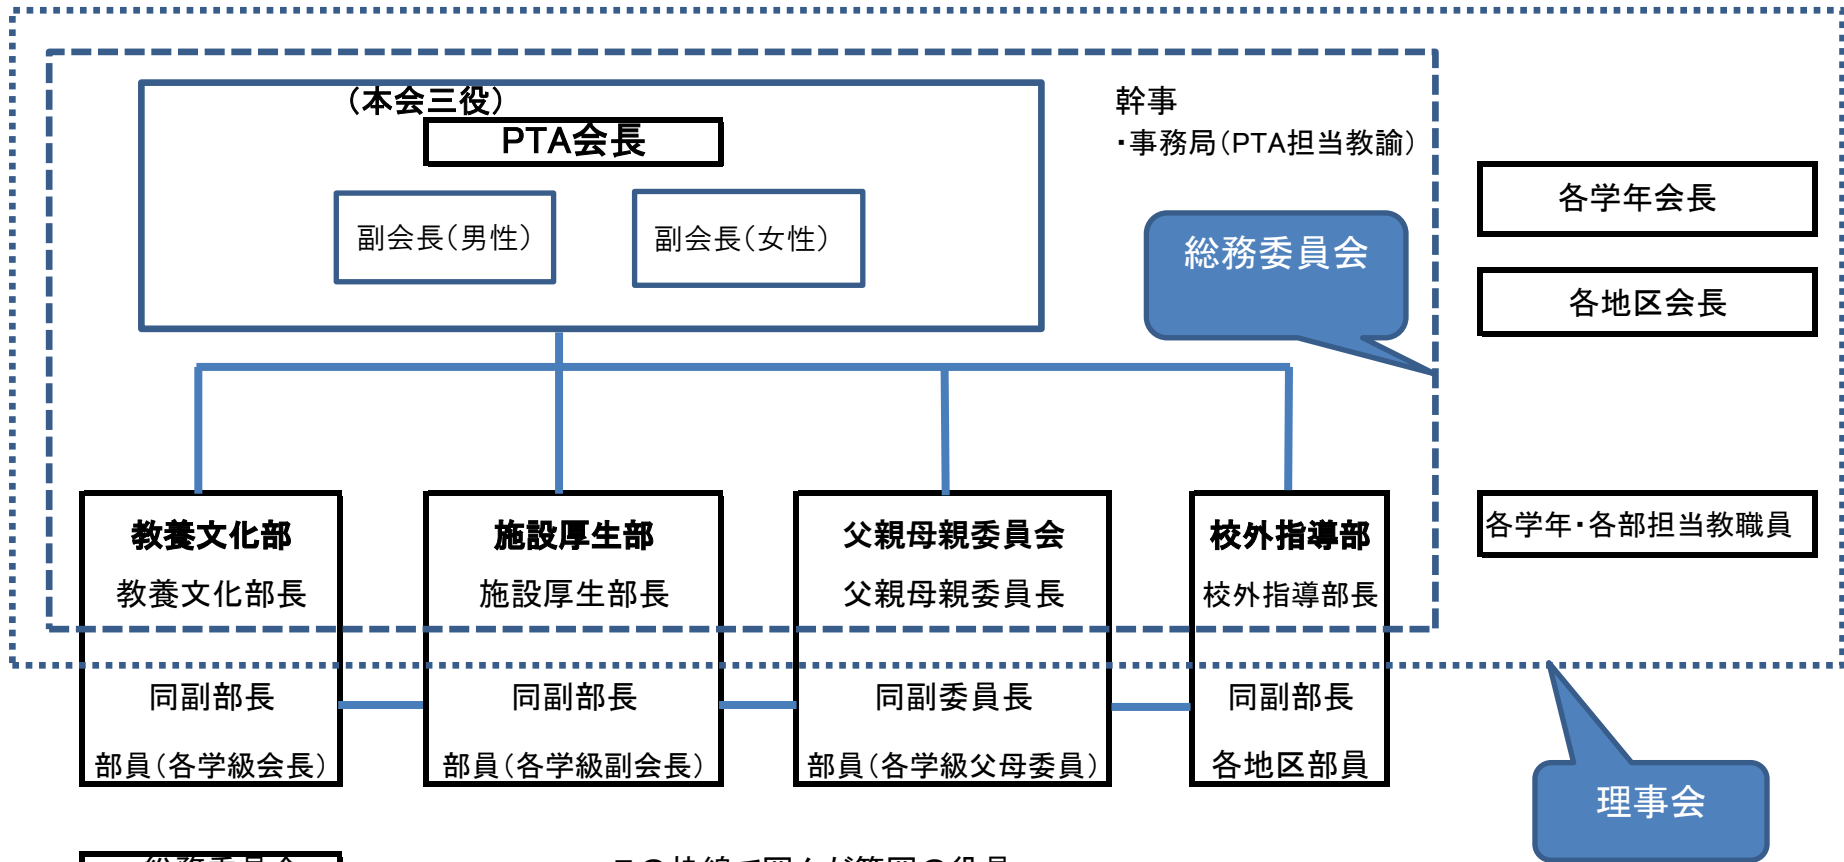 （本会三役）
PTA会長
副会長（男性）
副会長（女性）
幹事
・事務局（PTA担当教諭）
総務委員会
各学年会長
各地区会長
各学年・各部担当教職員
教養文化部
教養文化部長
同副部長
部員（各学級会長）
施設厚生部
施設厚生部長
同副部長
部員（各学級副会長）
父親母親委員会
父親母親委員長
同副委員長
部員（各学級父母委員）
校外指導部
校外指導部長
同副部長
各地区部員
理事会
総務委員会